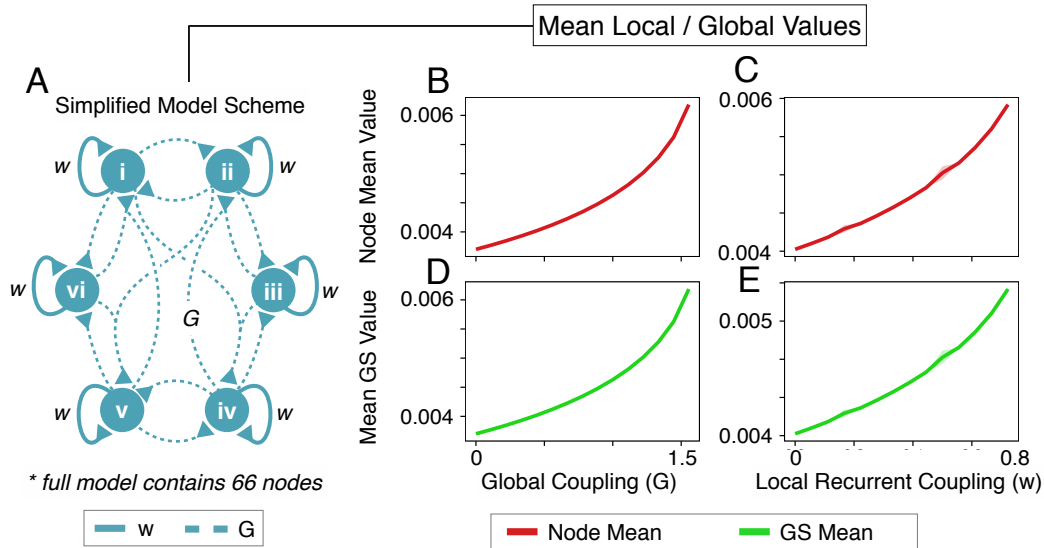 Mean Local / Global Values
A
Simplified Model Scheme
w
i
ii
w
w
vi
iii
w
G
w
v
iv
w
* full model contains 66 nodes
w
G
B
Node Mean Value
0.006
0.004
C
0.006
0.004
D
Mean GS Value
0.006
0.004
0
1.5
Global Coupling (G)
E
0.005
0.004
0
0.8
Local Recurrent Coupling (w)
Node Mean
GS Mean